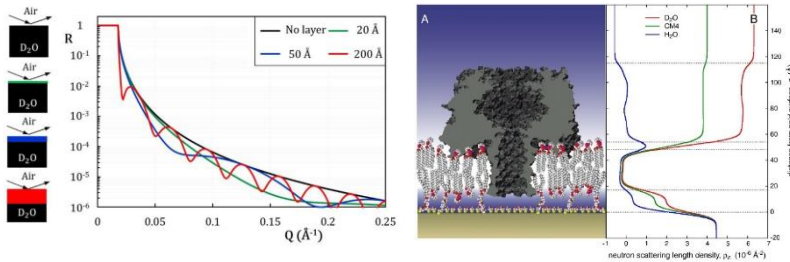 Air
D₂O
Air
D₂O
Air
D₂O
Air
D₂O
R
1
10⁻¹
10⁻²
10⁻³
10⁻⁴
10⁻⁵
10⁻⁶
No layer
20 Å
50 Å
200 Å
0
0.05
0.1
0.15
0.2
0.25
Q (Å⁻¹)
A
B
D₂O
CM4
H₂O
160
140
120
100
80
60
40
20
0
-20
-1
0
1
2
3
4
5
6
7
neutron scattering length density, ρ
(10⁻⁶ Å⁻²)